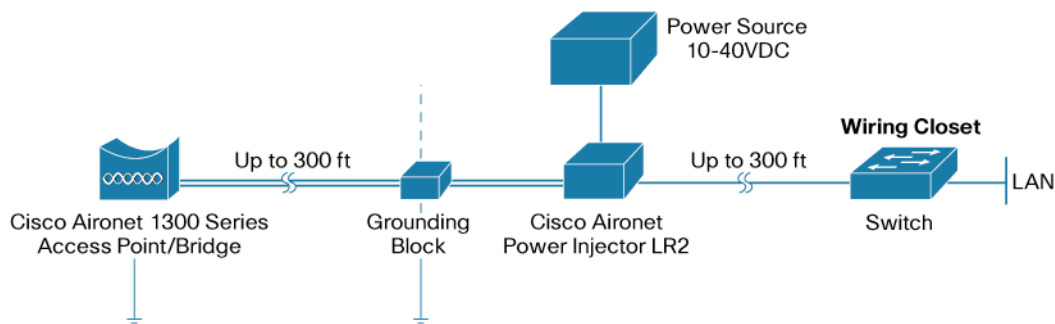 Power Source
10-40VDC
Wiring Closet
Up to 300 ft
Up to 300 ft
LAN
Cisco Aironet 1300 Series
Access Point/Bridge
Grounding
Block
Cisco Aironet
Power Injector LR2
Switch